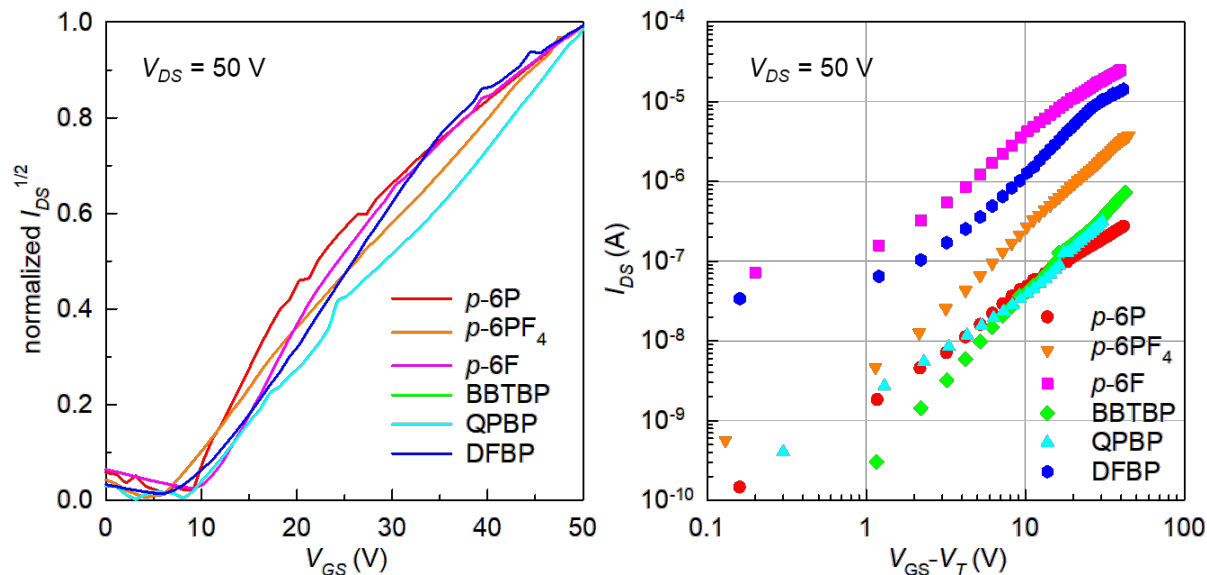 normalized I_DS^1/2
1.0
0.8
0.6
0.4
0.2
0.0
V_DS = 50 V
p-6P
p-6PF₄
p-6F
BBTBP
QPBP
DFBP
0 10 20 30 40 50
V_GS (V)
I_DS (A)
10⁻⁴
10⁻⁵
10⁻⁶
10⁻⁷
10⁻⁸
10⁻⁹
10⁻¹⁰
V_DS = 50 V
p-6P
p-6PF₄
p-6F
BBTBP
QPBP
DFBP
0.1 1 10 100
V_GS-V_T (V)